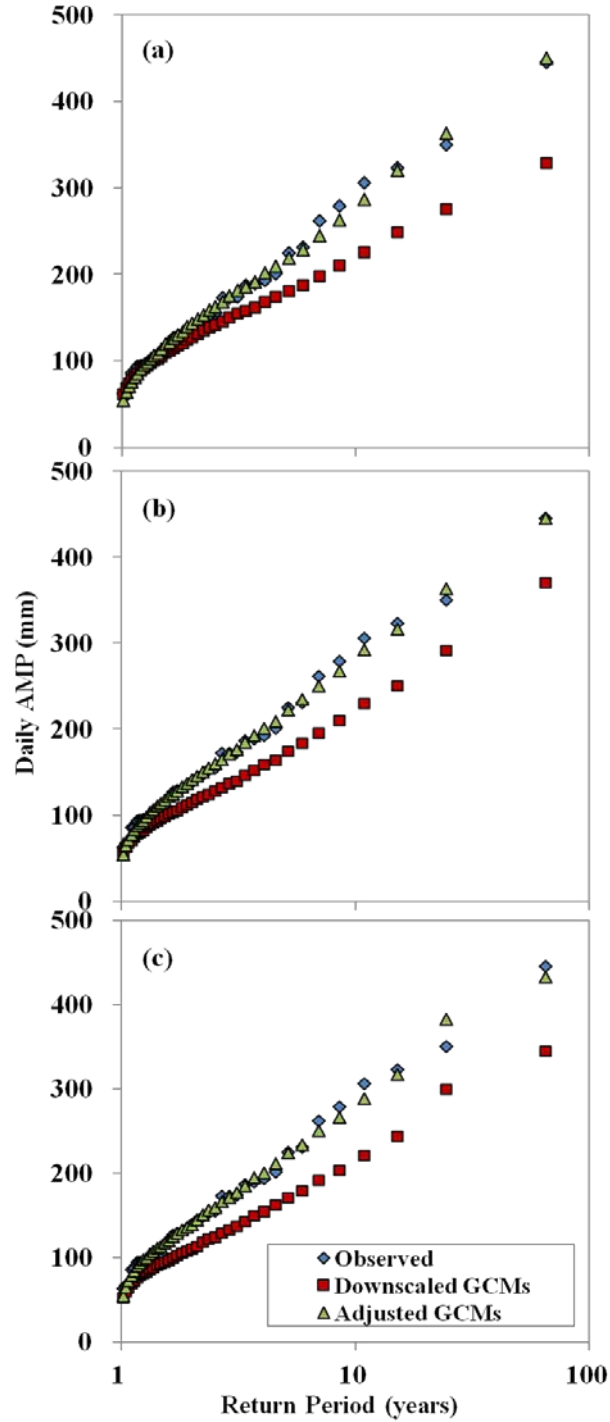 500
(a)
400
300
200
100
0
500
(b)
400
300
200
100
0
Daily AMP (mm)
500
(c)
400
300
200
100
0
Observed
Downscaled GCMs
Adjusted GCMs
1 10 100
Return Period (years)